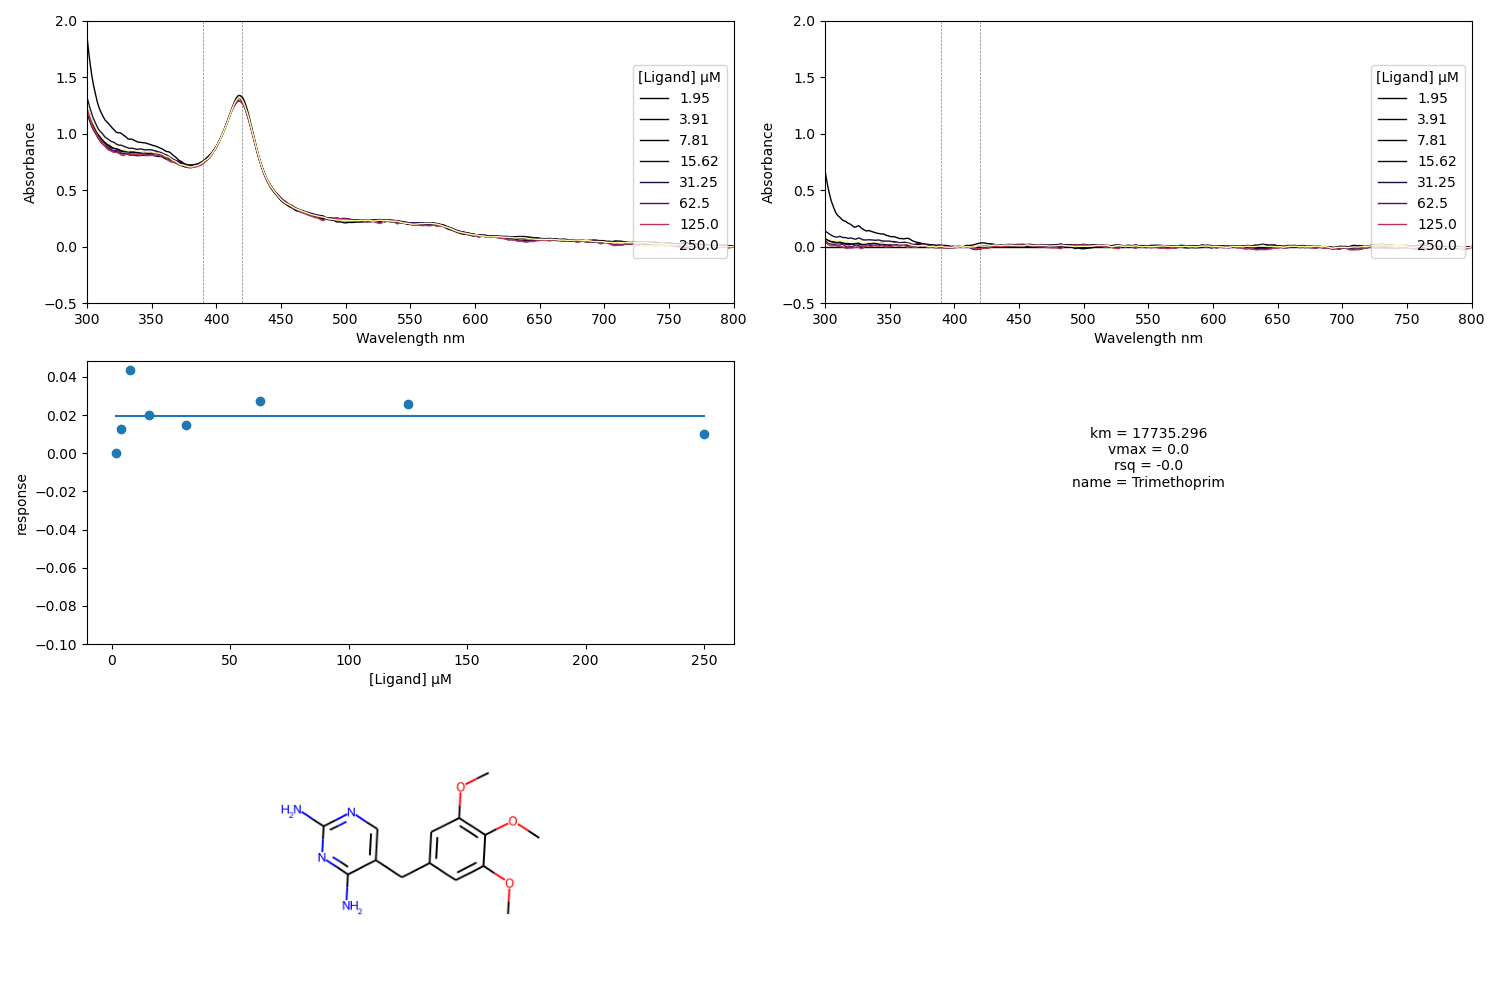 2.0
1.5
1.0
0.5
0.0
−0.5
Absorbance
300 350 400 450 500 550 600 650 700 750 800
Wavelength nm
[Ligand] µM
1.95
3.91
7.81
15.62
31.25
62.5
125.0
250.0
2.0
1.5
1.0
0.5
0.0
−0.5
Absorbance
300 350 400 450 500 550 600 650 700 750 800
Wavelength nm
[Ligand] µM
1.95
3.91
7.81
15.62
31.25
62.5
125.0
250.0
0.04
0.02
0.00
−0.02
−0.04
−0.06
−0.08
−0.10
response
0 50 100 150 200 250
[Ligand] µM
km = 17735.296
vmax = 0.0
rsq = -0.0
name = Trimethoprim
O
H₂N N O
N
O
NH₂